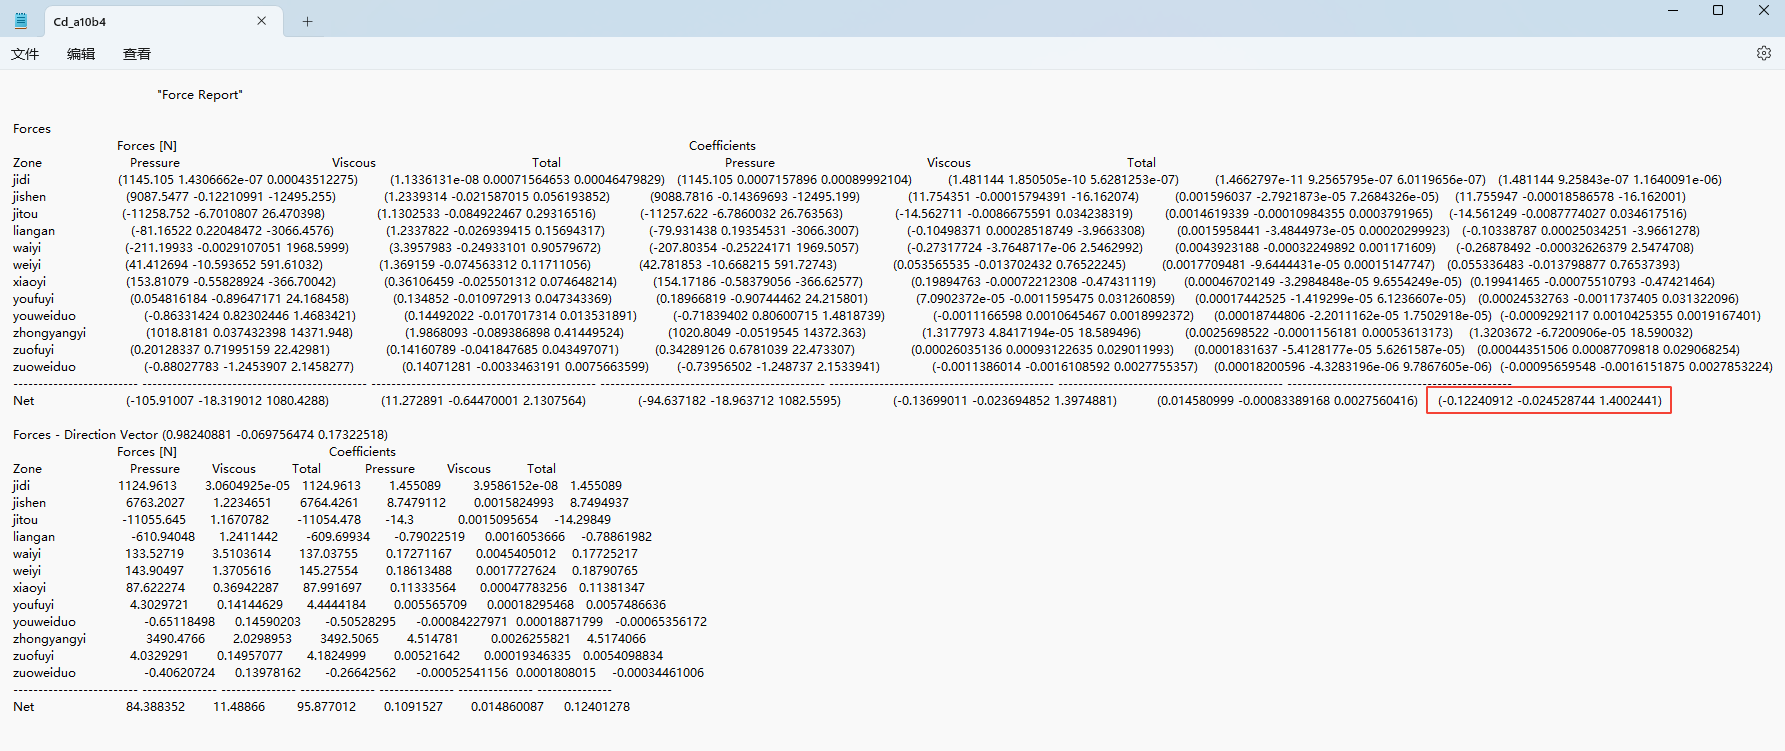 Cd_a10b4
文件 编辑 查看
"Force Report"
Forces
Forces [N] Coefficients
Zone Pressure Viscous Total Pressure Viscous Total
jidi (1145.105 1.4306662e-07 0.00043512275) (1.1336131e-08 0.00071564653 0.00046479829) (1145.105 0.0007157896 0.00089992104) (1.481144 1.850505e-10 5.6281253e-07) (1.4662797e-11 9.2565795e-07 6.0119656e-07) (1.481144 9.25843e-07 1.1640091e-06)
jishen (9087.5477 -0.12210991 -12495.255) (1.2339314 -0.021587015 0.056193852) (9088.7816 -0.14369693 -12495.199) (11.754351 -0.00015794391 -16.162074) (0.001596037 -2.7921873e-05 7.2684326e-05) (11.755947 -0.00018586578 -16.162001)
jitou (-11258.752 -6.7010807 26.470398) (1.1302533 -0.084922467 0.29316516) (-11257.622 -6.7860032 26.763563) (-14.562711 -0.0086675591 0.034238319) (0.0014619339 -0.00010984355 0.0003791965) (-14.561249 -0.0087774027 0.034617516)
liangan (-81.16522 0.22048472 -3066.4576) (1.2337822 -0.026939415 0.15694317) (-79.931438 0.19354531 -3066.3007) (-0.10498371 0.00028518749 -3.9663308) (0.0015958441 -3.4844973e-05 0.00020299923) (-0.10338787 0.00025034251 -3.9661278)
waiyi (-211.19933 -0.0029107051 1968.5999) (3.3957983 -0.24933101 0.90579672) (-207.80354 -0.25224171 1969.5057) (-0.27317724 -3.7648717e-06 2.5462992) (0.0043923188 -0.00032249892 0.001171609) (-0.26878492 -0.00032626379 2.5474708)
weiyi (41.412694 -10.593652 591.61032) (1.369159 -0.074563312 0.11711056) (42.781853 -10.668215 591.72743) (0.053565535 -0.013702432 0.76522245) (0.0017709481 -9.6444431e-05 0.00015147747) (0.055336483 -0.013798877 0.76537393)
xiaoyi (153.81079 -0.55828924 -366.70042) (0.36106459 -0.025501312 0.074648214) (154.17186 -0.58379056 -366.62577) (0.19894763 -0.00072212308 -0.47431119) (0.00046702149 -3.2984848e-05 9.6554249e-05) (0.19941465 -0.00075510793 -0.47421464)
youfuyi (0.054816184 -0.89647171 24.168458) (0.134852 -0.010972913 0.047343369) (0.18966819 -0.90744462 24.215801) (7.0902372e-05 -0.0011595475 0.031260859) (0.00017442525 -1.419299e-05 6.1236607e-05) (0.00024532763 -0.0011737405 0.031322096)
youweiduo (-0.86331424 0.82302446 1.4683421) (0.14492022 -0.017017314 0.013531891) (-0.71839402 0.80600715 1.4818739) (-0.0011166598 0.0010645467 0.0018992372) (0.00018744806 -2.2011162e-05 1.7502918e-05) (-0.0009292117 0.0010425355 0.0019167401)
zhongyangyi (1018.8181 0.037432398 14371.948) (1.9868093 -0.089386898 0.41449524) (1020.8049 -0.0519545 14372.363) (1.3177973 4.8417194e-05 18.589496) (0.0025698522 -0.0001156181 0.00053613173) (1.3203672 -6.7200906e-05 18.590032)
zuofuyi (0.20128337 0.71995159 22.42981) (0.14160789 -0.041847685 0.043497071) (0.34289126 0.6781039 22.473307) (0.00026035136 0.00093122635 0.029011993) (0.0001831637 -5.4128177e-05 5.6261587e-05) (0.00044351506 0.00087709818 0.029068254)
zuoweiduo (-0.88027783 -1.2453907 2.1458277) (0.14071281 -0.0033463191 0.0075663599) (-0.73956502 -1.248737 2.1533941) (-0.0011386014 -0.0016108592 0.0027755357) (0.00018200596 -4.3283196e-06 9.7867605e-06) (-0.00095659548 -0.0016151875 0.0027853224)
Net (-105.91007 -18.319012 1080.4288) (11.272891 -0.64470001 2.1307564) (-94.637182 -18.963712 1082.5595) (-0.13699011 -0.023694852 1.3974881) (0.014580999 -0.00083389168 0.0027560416) (-0.12240912 -0.024528744 1.4002441)
Forces - Direction Vector (0.98240881 -0.069756474 0.17322518)
Forces [N] Coefficients
Zone Pressure Viscous Total Pressure Viscous Total
jidi 1124.9613 3.0604925e-05 1124.9613 1.455089 3.9586152e-08 1.455089
jishen 6763.2027 1.2234651 6764.4261 8.7479112 0.0015824993 8.7494937
jitou -11055.645 1.1670782 -11054.478 -14.3 0.0015095654 -14.29849
liangan -610.94048 1.2411442 -609.69934 -0.79022519 0.0016053666 -0.78861982
waiyi 133.52719 3.5103614 137.03755 0.17271167 0.0045405012 0.17725217
weiyi 143.90497 1.3705616 145.27554 0.18613488 0.0017727624 0.18790765
xiaoyi 87.622274 0.36942287 87.991697 0.11333564 0.00047783256 0.11381347
youfuyi 4.3029721 0.14144629 4.4444184 0.005565709 0.00018295468 0.0057486636
youweiduo -0.65118498 0.14590203 -0.50528295 -0.00084227971 0.00018871799 -0.00065356172
zhongyangyi 3490.4766 2.0298953 3492.5065 4.514781 0.0026255821 4.5174066
zuofuyi 4.0329291 0.14957077 4.1824999 0.00521642 0.00019346335 0.0054098834
zuoweiduo -0.40620724 0.13978162 -0.26642562 -0.00052541156 0.0001808015 -0.00034461006
Net 84.388352 11.48866 95.877012 0.1091527 0.014860087 0.12401278